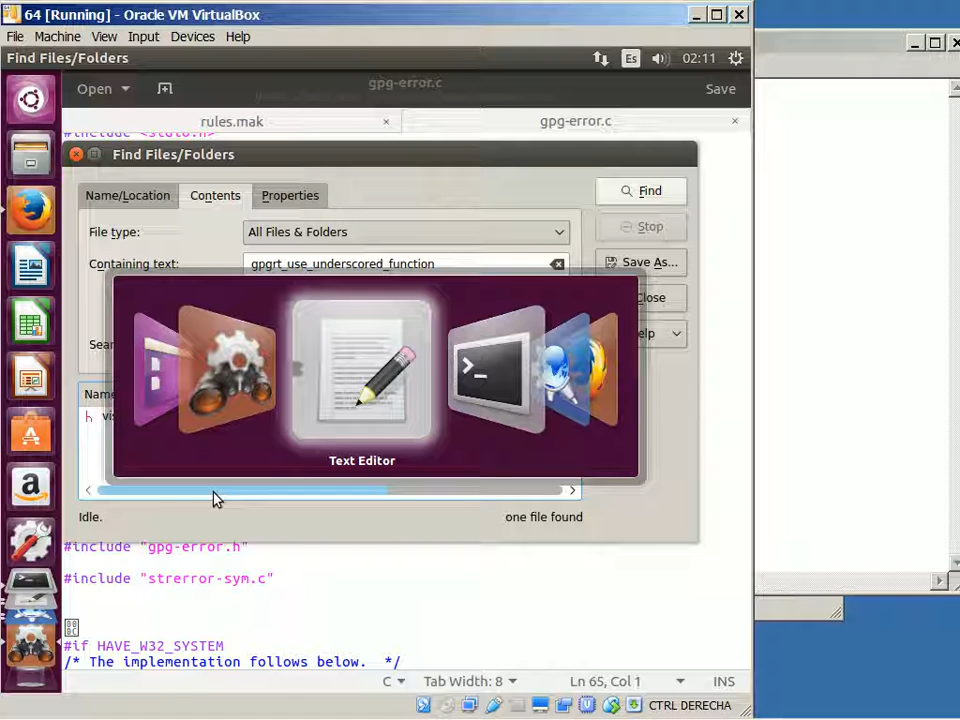 64 [Running] - Oracle VM VirtualBox
File Machine View Input Devices Help
Find Files/Folders
Es
02:11
Open
gpg-error.c
Save
rules.mak
gpg-error.c
#include <stdio.h>
Find Files/Folders
Name/Location Contents Properties
Find
File type: All Files & Folders
Stop
Containing text: gpgrt_use_underscored_function
Save As...
Close
Text Editor
Idle.
one file found
#include "gpg-error.h"
#include "strerror-sym.c"
#if HAVE_W32_SYSTEM
/* The implementation follows below. */
C Tab Width: 8 Ln 65, Col 1 INS
CTRL DERECHA